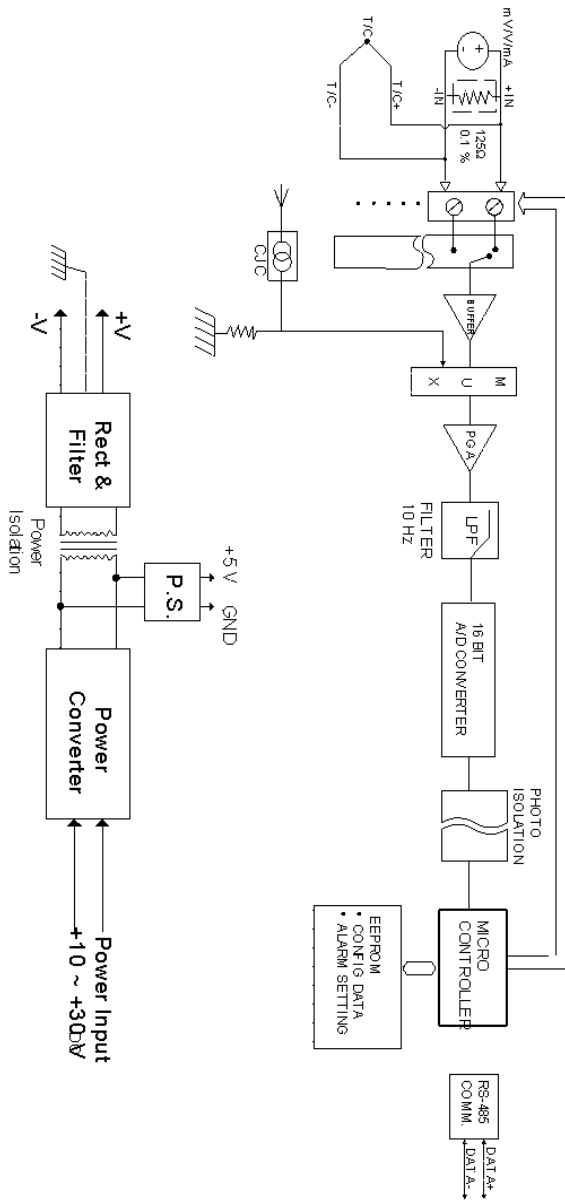 mV/V/mA
+
-
+IN
-IN
T/C
T/C+
T/C-
125Ω
0.1 %
CJC
BUFFER
M
U
X
PGA
LPF
FILTER
10 Hz
16 BIT
A/D CONVERTER
PHOTO
ISOLATION
MICRO
CONTROLLER
EEPROM
• CONFIG DATA
• ALARM SETTING
RS-485
COMM.
DATA+
DATA-
+V
-V
Rect &
Filter
Power
Isolation
+5 V
GND
P.S.
Power
Converter
Power Input
+10 ~ +30